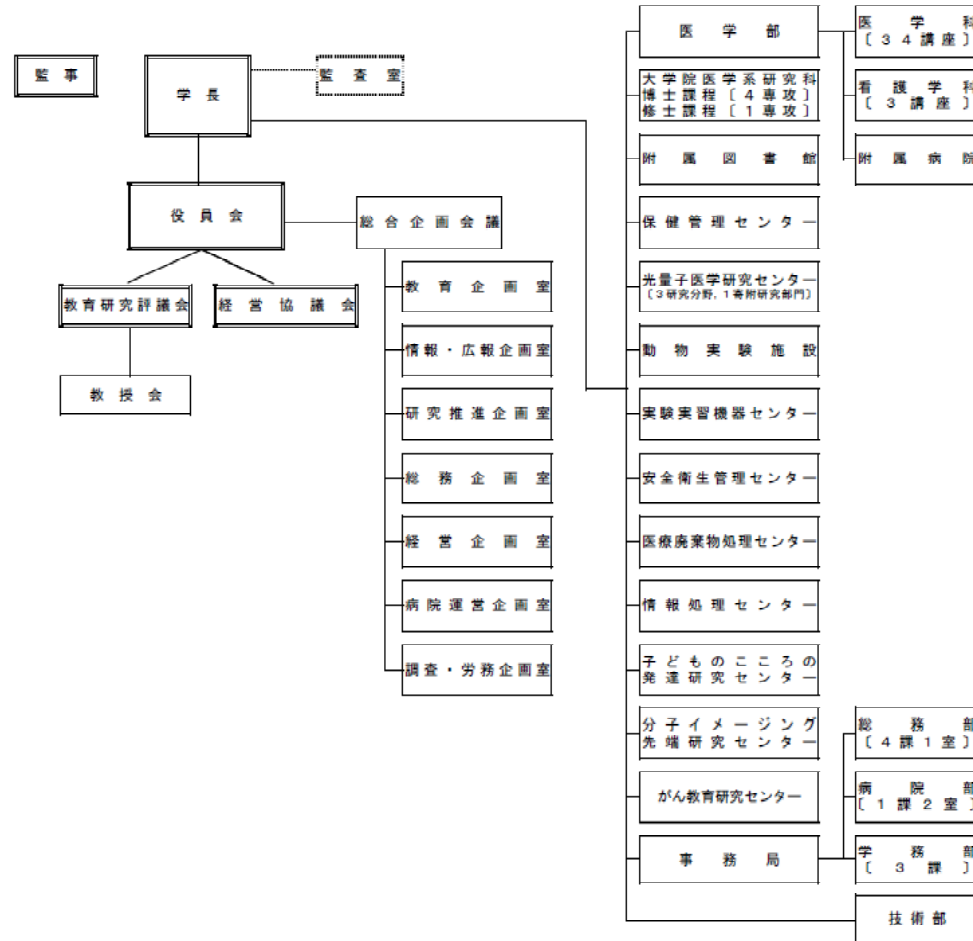 監事
学長
監査室
役員会
総合企画会議
教育研究評議会
経営協議会
教授会
教育企画室
情報・広報企画室
研究推進企画室
総務企画室
経営企画室
病院運営企画室
調査・労務企画室
医学部
医学科
〔34講座〕
看護学科
〔3講座〕
附属病院
大学院医学系研究科
博士課程〔4専攻〕
修士課程〔1専攻〕
附属図書館
保健管理センター
光量子医学研究センター
〔3研究分野,1寄附研究部門〕
動物実験施設
実験実習機器センター
安全衛生管理センター
医療廃棄物処理センター
情報処理センター
子どものこころの
発達研究センター
分子イメージング
先端研究センター
がん教育研究センター
事務局
総務部
〔4課1室〕
病院部
〔1課2室〕
学務部
〔3課〕
技術部